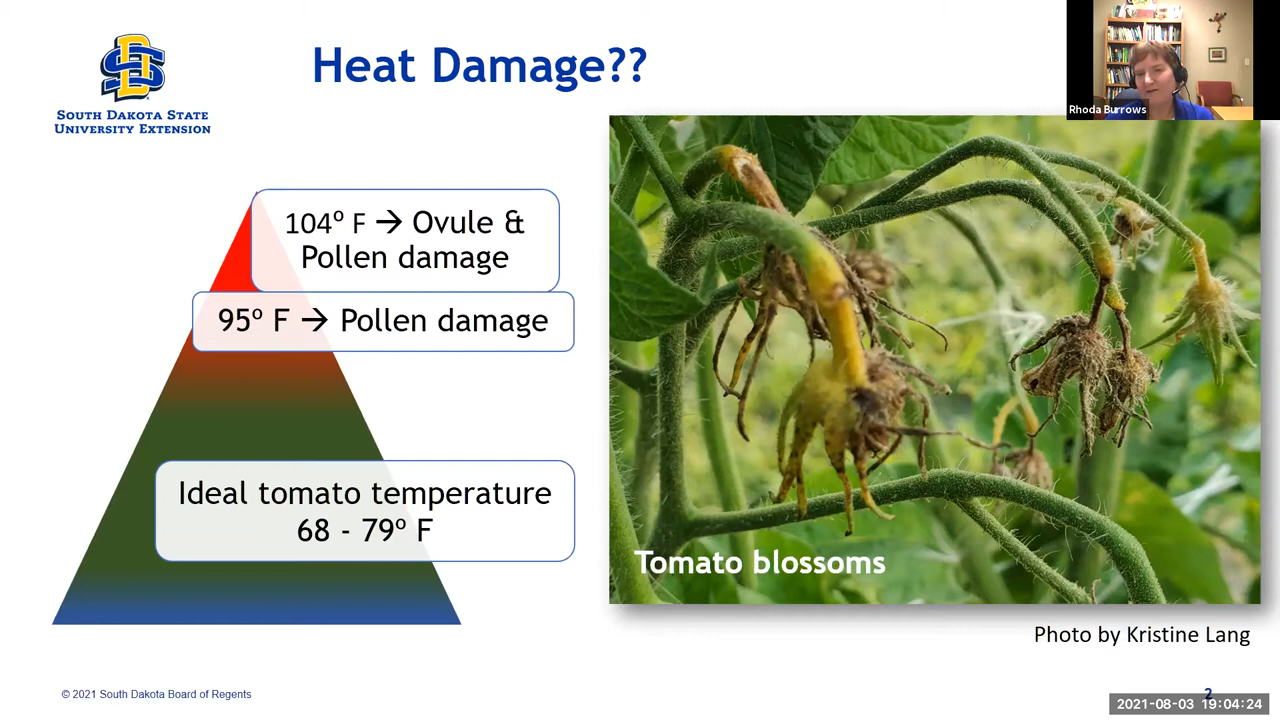 Heat Damage??
SOUTH DAKOTA STATE
UNIVERSITY EXTENSION
Rhoda Burrows
104º F → Ovule &
Pollen damage
95º F → Pollen damage
Ideal tomato temperature
68 - 79º F
Tomato blossoms
Photo by Kristine Lang
© 2021 South Dakota Board of Regents
2
2021-08-03 19:04:24